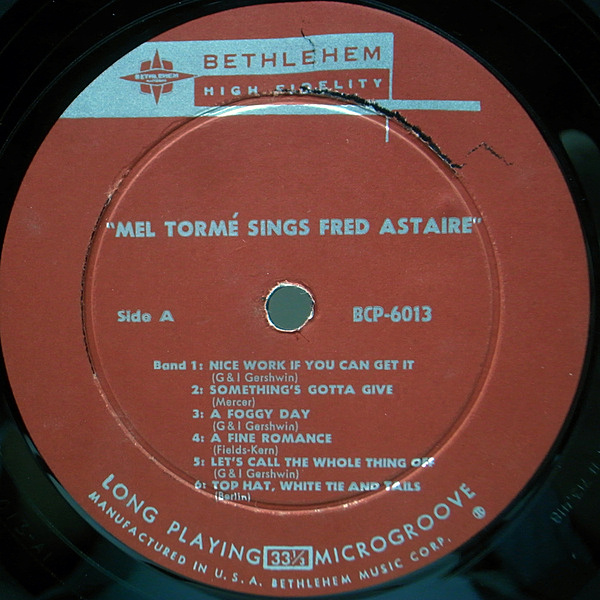 BETHLEHEM
BETHLEHEM
HIGH FIDELITY
"MEL TORMÉ SINGS FRED ASTAIRE"
Side A
BCP-6013
Band 1: NICE WORK IF YOU CAN GET IT
(G & I Gershwin)
2: SOMETHING'S GOTTA GIVE
(Mercer)
3: A FOGGY DAY
(G & I Gershwin)
4: A FINE ROMANCE
(Fields-Kern)
5: LET'S CALL THE WHOLE THING OFF
(G & I Gershwin)
6: TOP HAT, WHITE TIE AND TAILS
(Berlin)
LONG PLAYING 33⅓ MICROGROOVE
MANUFACTURED IN U.S.A. BETHLEHEM MUSIC CORP.